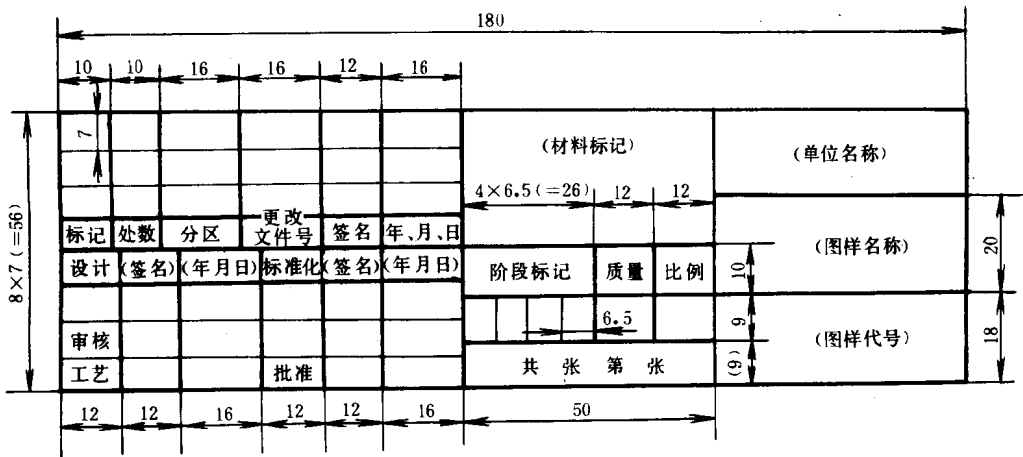 180
10 10 16 16 12 16
7
(材料标记)
(单位名称)
4×6.5(=26) 12 12
8×7(=56)
标记 处数 分区 更改文件号 签名 年、月、日
(图样名称)
20
设计 (签名) (年月日) 标准化 (签名) (年月日)
阶段标记 质量 比例
10
6.5
9
审核
(图样代号)
18
工艺 批准
共 张 第 张
(9)
12 12 16 12 12 16
50